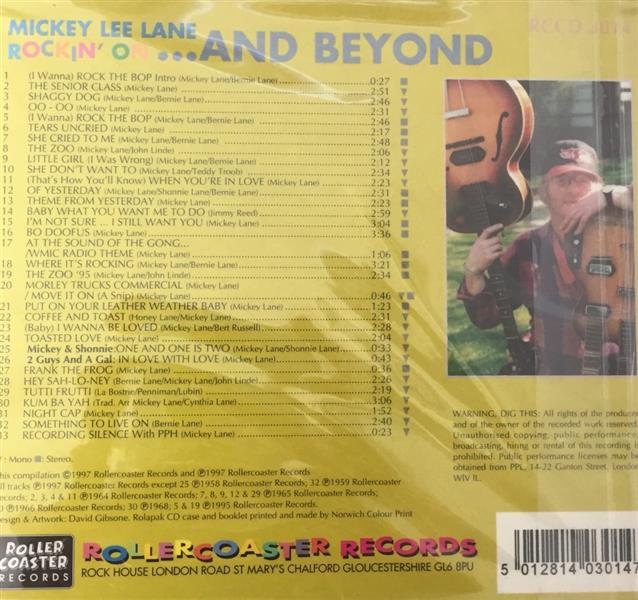 MICKEY LEE LANE
ROCKIN' ON ...AND BEYOND
RCCD 3014
1 (I Wanna) ROCK THE BOP Intro (Mickey Lane/Bernie Lane) 0:27
2 THE SENIOR CLASS (Mickey Lane) 2:51
3 SHAGGY DOG (Mickey Lane/Bernie Lane) 2:46
4 OO - OO (Mickey Lane) 2:31
5 (I Wanna) ROCK THE BOP (Mickey Lane/Bernie Lane) 2:46
6 TEARS UNCRIED (Mickey Lane) 2:17
7 SHE CRIED TO ME (Mickey Lane/Bernie Lane) 2:48
8 THE ZOO (Mickey Lane/John Linde) 2:06
9 LITTLE GIRL (I Was Wrong) (Mickey Lane/Bernie Lane) 2:12
10 SHE DON'T WANT TO (Mickey Lane/Teddy Troob) 2:34
11 (That's How You'll Know) WHEN YOU'RE IN LOVE (Mickey Lane) 2:23
12 OF YESTERDAY (Mickey Lane/Shannie Lane/Bernie Lane) 2:31
13 THEME FROM YESTERDAY (Mickey Lane) 2:23
14 BABY WHAT YOU WANT ME TO DO (Jimmy Reed) 2:59
15 I'M NOT SURE ... I STILL WANT YOU (Mickey Lane) 3:04
16 BO DOOFUS (Mickey Lane) 3:36
17 AT THE SOUND OF THE GONG...
/WMIC RADIO THEME (Mickey Lane) 1:06
18 WHERE IT'S ROCKING (Mickey Lane/Bernie Lane) 3:21
19 THE ZOO '95 (Mickey Lane/John Linde) 2:34
20 MORLEY TRUCKS COMMERCIAL (Mickey Lane)
/ MOVE IT ON (A Snip) (Mickey Lane) 0:46
21 PUT ON YOUR LEATHER WEATHER BABY (Mickey Lane) 1:23
22 COFFEE AND TOAST (Honey Lane/Mickey Lane) 2:31
23 (Baby) I WANNA BE LOVED (Mickey Lane/Bert Russell) 2:28
24 TOASTED LOVE (Mickey Lane) 2:04
25 Mickey & Shonnie:ONE AND ONE IS TWO (Mickey Lane/Shonnie Lane) 0:33
26 2 Guys And A Gal: IN LOVE WITH LOVE (Mickey Lane) 0:43
27 FRANK THE FROG (Mickey Lane) 0:36
28 HEY SAH-LO-NEY (Bernie Lane/Mickey Lane/John Linde) 2:26
29 TUTTI FRUTTI (La Bostrie/Penniman/Lubin) 2:19
30 KUM BA YAH (Trad. Arr Mickey Lane/Cynthia Lane) 3:06
31 NIGHT CAP (Mickey Lane) 1:52
32 SOMETHING TO LIVE ON (Bernie Lane) 2:40
33 RECORDING SILENCE With PPH (Mickey Lane) 0:23
: Mono ■: Stereo.
This compilation ©1997 Rollercoaster Records and ℗1997 Rollercoaster Records
All tracks ℗1997 Rollercoaster Records except 25 ℗1958 Rollercoaster Records; 32 ℗1959 Rollercoaster
Records; 2, 3, 4 & 11 ℗1964 Rollercoaster Records; 7, 8, 9, 12 & 29 ℗1965 Rollercoaster Records;
℗1966 Rollercoaster Records; 30 ℗1968; 5 & 19 ℗1995 Rollercoaster Records
Design & Artwork: David Gibsone. Rolapak CD case and booklet printed and made by Norwich Colour Print
WARNING, DIG THIS: All rights of the producer
and of the owner of the recorded work reserved.
Unauthorised copying, public performance,
broadcasting, hiring or rental of this recording is
prohibited. Public performance licences may be
obtained from PPL, 14-22 Ganton Street, London
WIV IL.
ROLLER
COASTER
RECORDS
ROLLERCOASTER RECORDS
ROCK HOUSE LONDON ROAD ST MARY'S CHALFORD GLOUCESTERSHIRE GL6 8PU
5 012814 030147